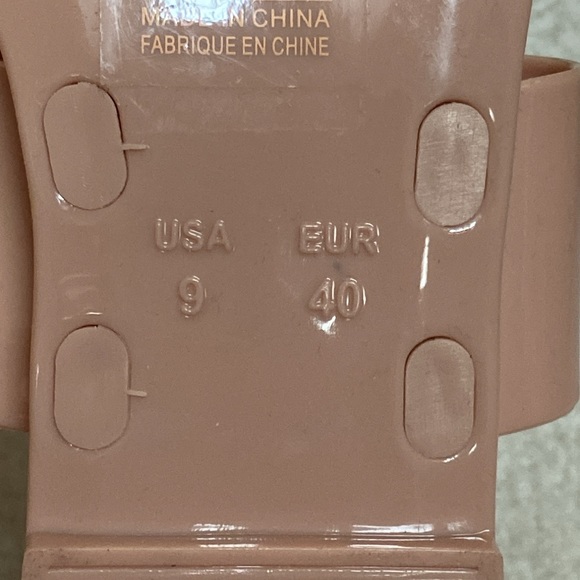 MADE IN CHINA
FABRIQUE EN CHINE
USA EUR
9 40